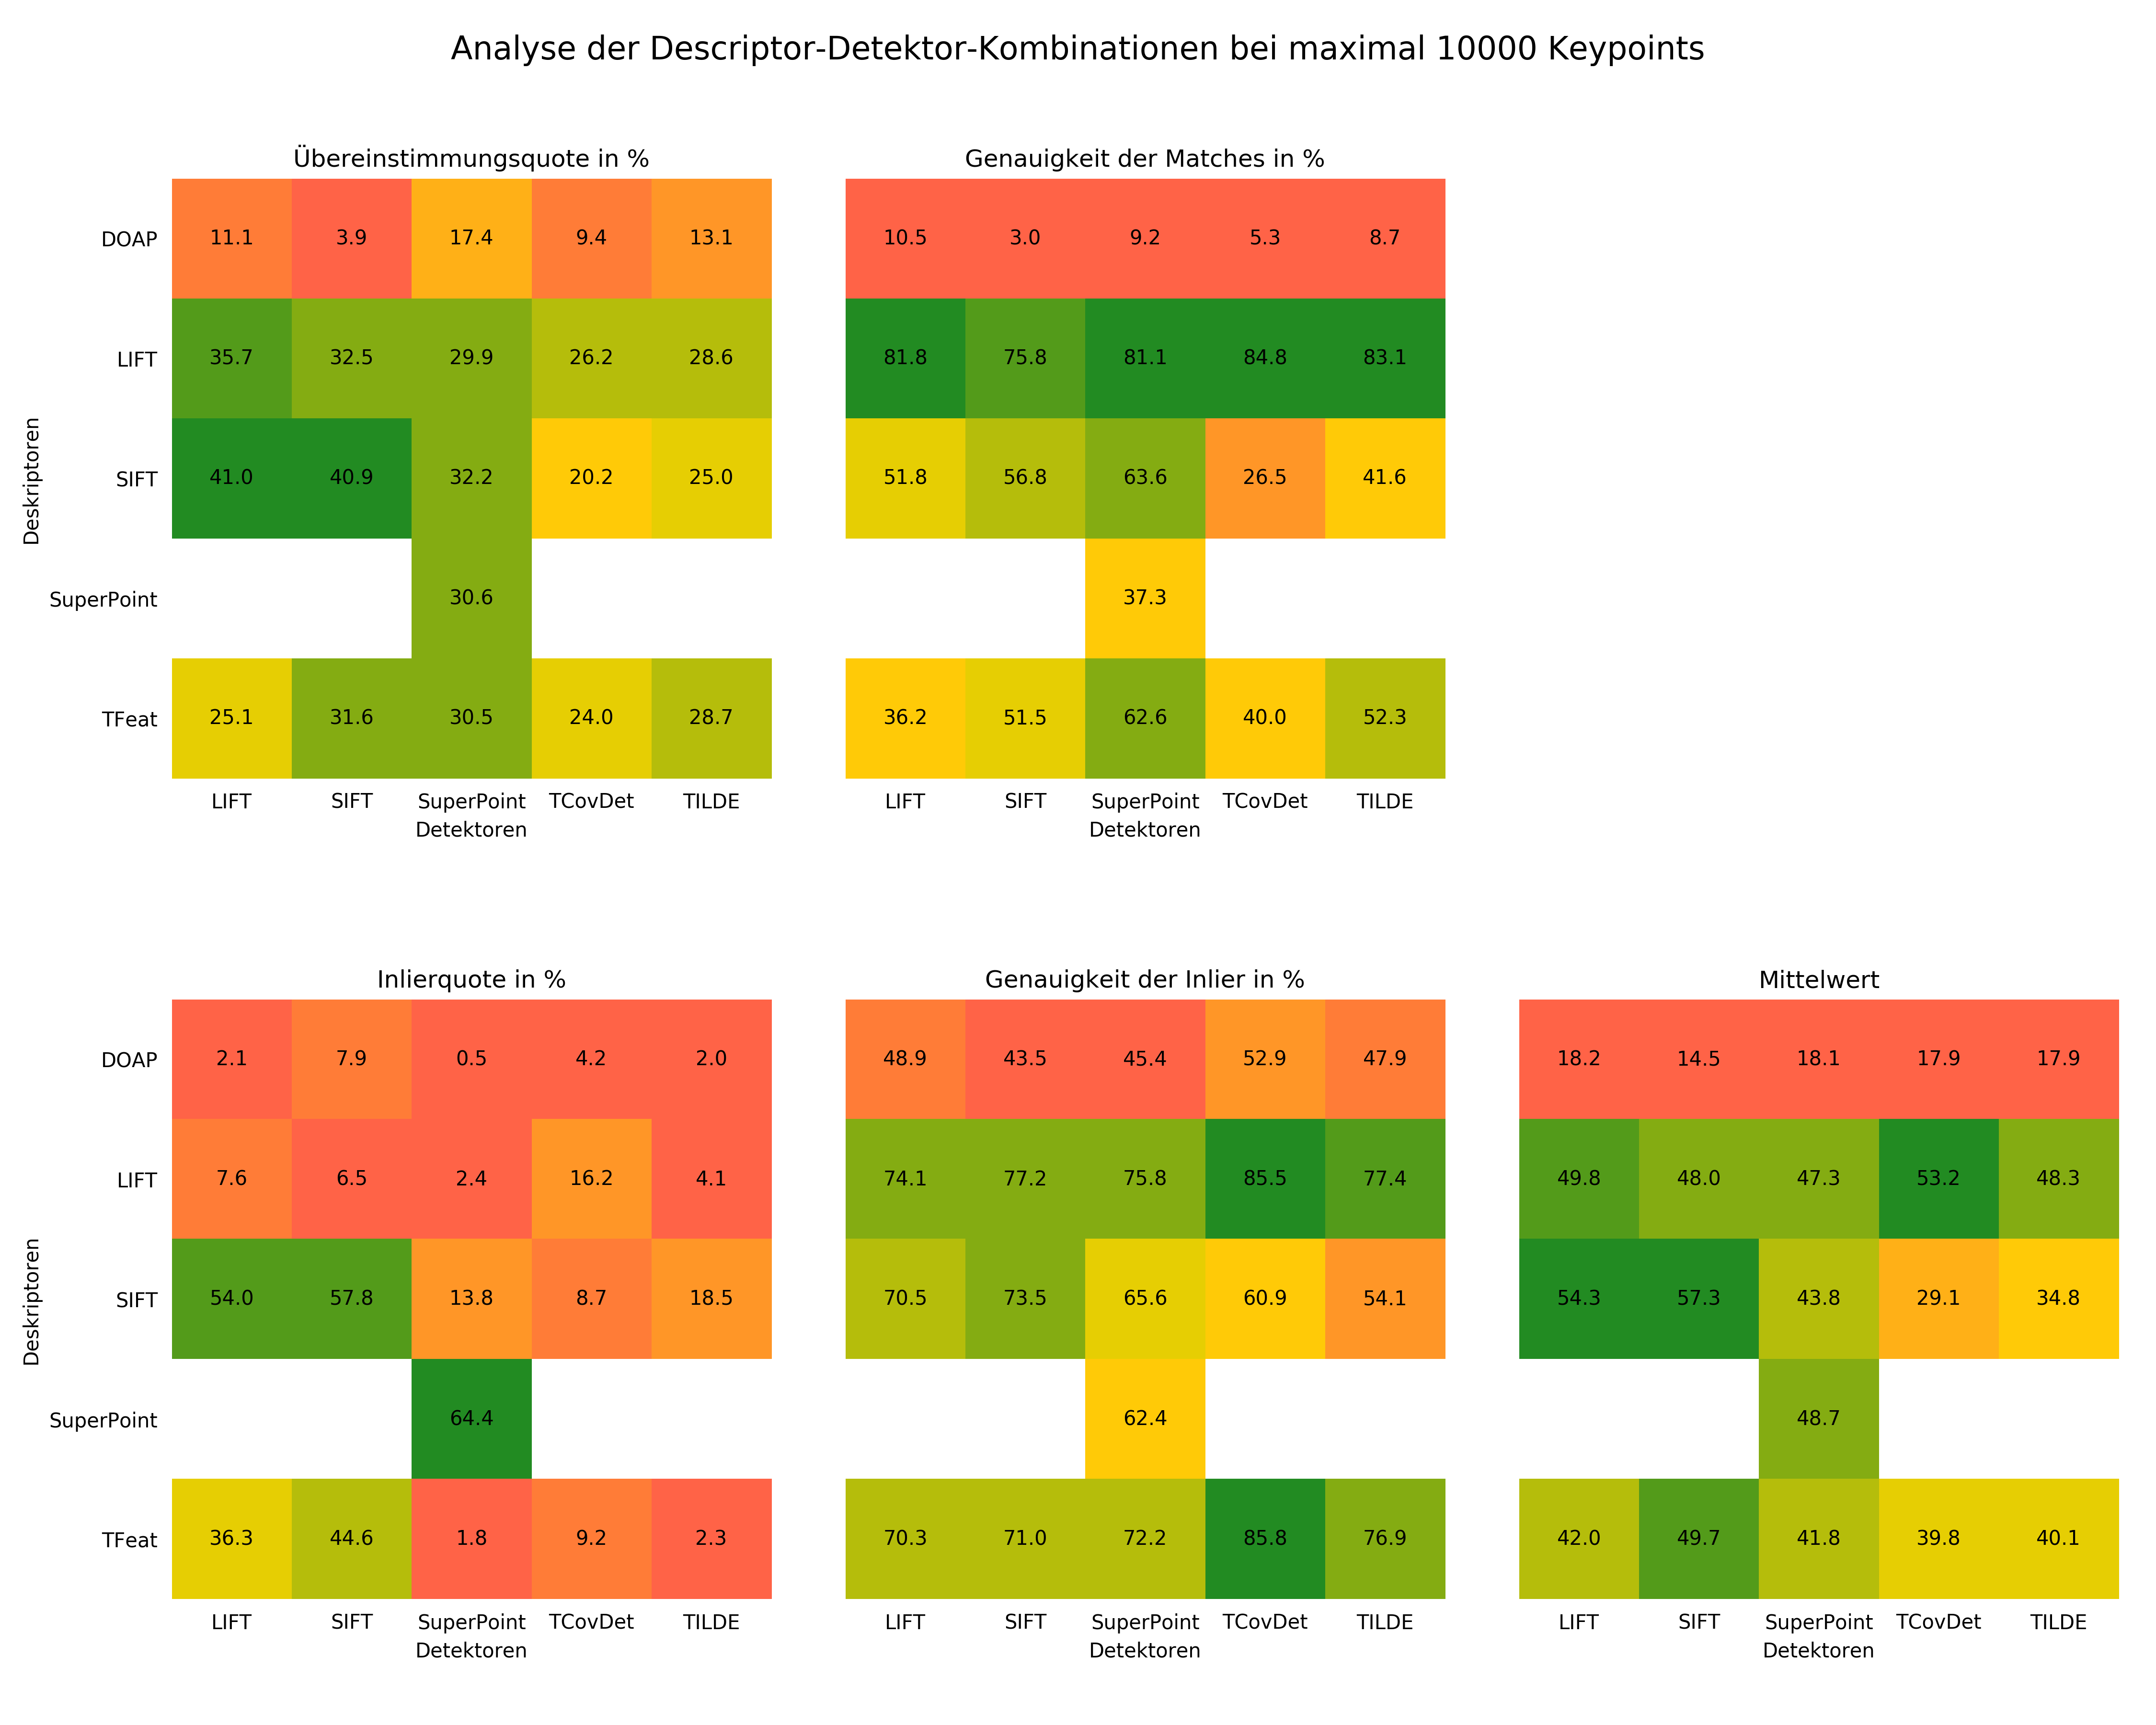 Analyse der Descriptor-Detektor-Kombinationen bei maximal 10000 Keypoints
Übereinstimmungsquote in %
Deskriptoren
DOAP 11.1 3.9 17.4 9.4 13.1
LIFT 35.7 32.5 29.9 26.2 28.6
SIFT 41.0 40.9 32.2 20.2 25.0
SuperPoint 30.6
TFeat 25.1 31.6 30.5 24.0 28.7
LIFT SIFT SuperPoint TCovDet TILDE
Detektoren
Genauigkeit der Matches in %
10.5 3.0 9.2 5.3 8.7
81.8 75.8 81.1 84.8 83.1
51.8 56.8 63.6 26.5 41.6
37.3
36.2 51.5 62.6 40.0 52.3
LIFT SIFT SuperPoint TCovDet TILDE
Detektoren
Inlierquote in %
Deskriptoren
DOAP 2.1 7.9 0.5 4.2 2.0
LIFT 7.6 6.5 2.4 16.2 4.1
SIFT 54.0 57.8 13.8 8.7 18.5
SuperPoint 64.4
TFeat 36.3 44.6 1.8 9.2 2.3
LIFT SIFT SuperPoint TCovDet TILDE
Detektoren
Genauigkeit der Inlier in %
48.9 43.5 45.4 52.9 47.9
74.1 77.2 75.8 85.5 77.4
70.5 73.5 65.6 60.9 54.1
62.4
70.3 71.0 72.2 85.8 76.9
LIFT SIFT SuperPoint TCovDet TILDE
Detektoren
Mittelwert
18.2 14.5 18.1 17.9 17.9
49.8 48.0 47.3 53.2 48.3
54.3 57.3 43.8 29.1 34.8
48.7
42.0 49.7 41.8 39.8 40.1
LIFT SIFT SuperPoint TCovDet TILDE
Detektoren